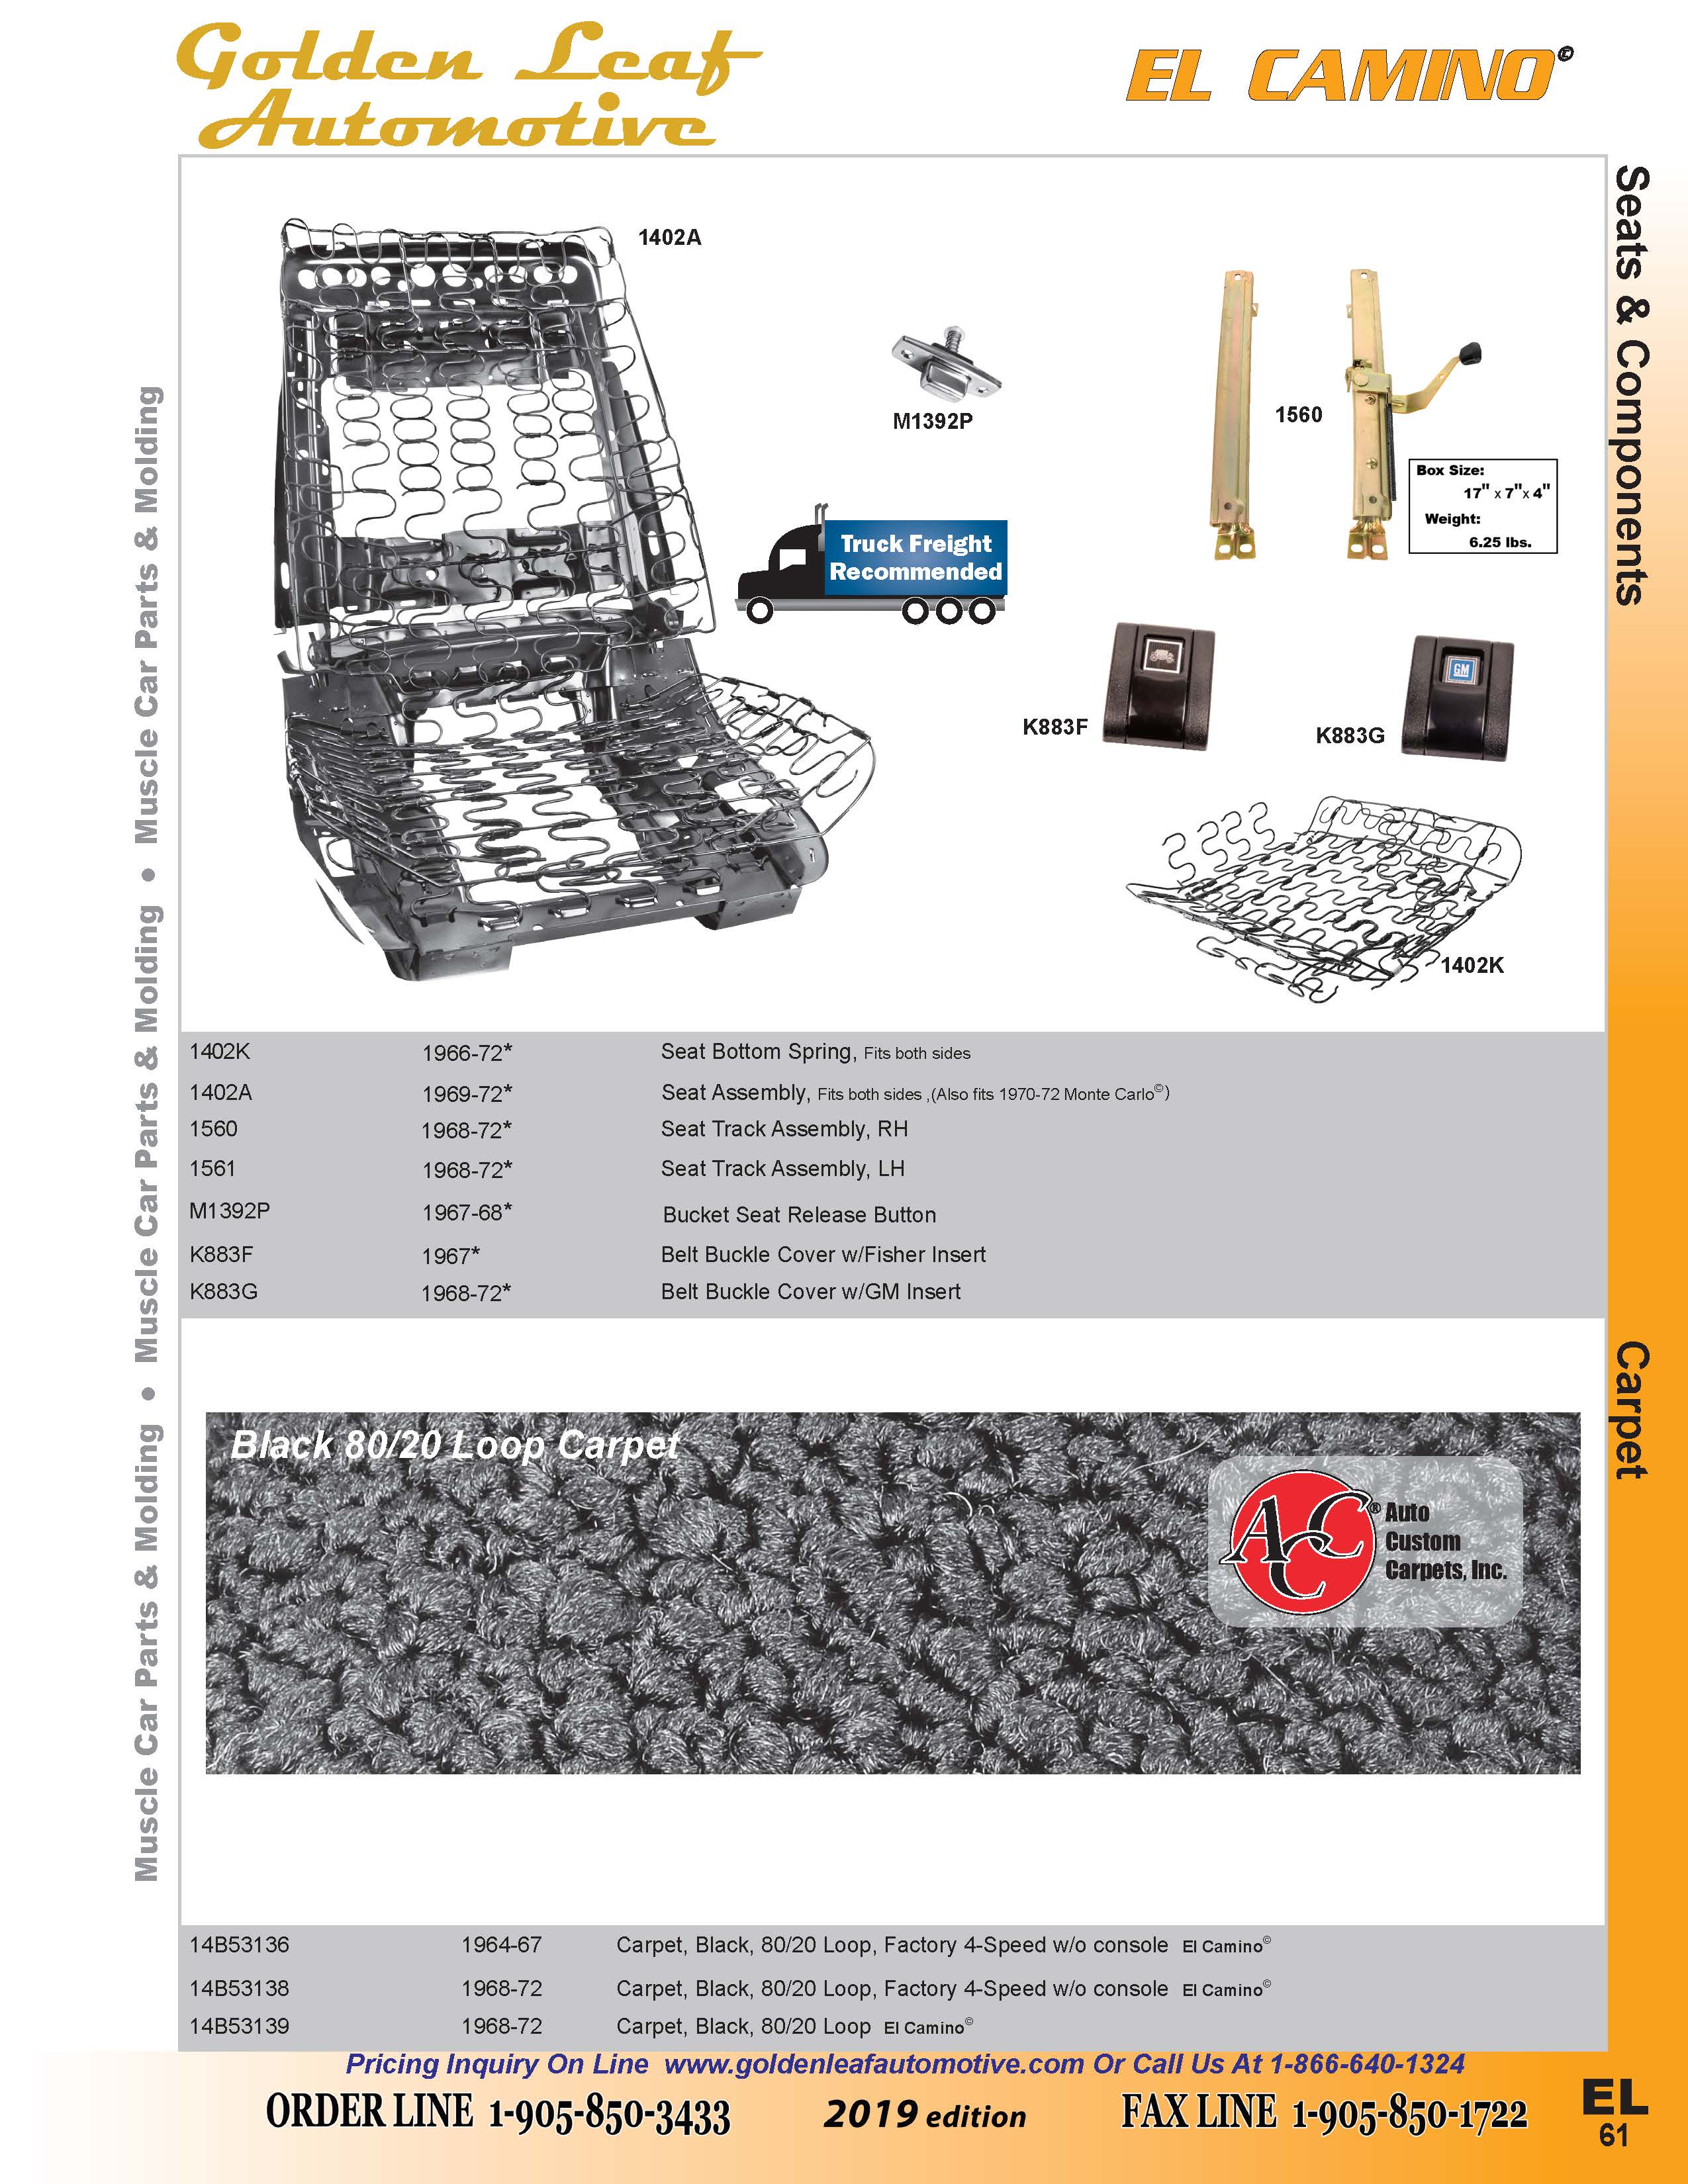 Golden Leaf
Automotive
EL CAMINO©
Seats & Components
Carpet
Muscle Car Parts & Molding • Muscle Car Parts & Molding • Muscle Car Parts & Molding
1402A
M1392P
1560
Box Size:
17" x 7"x 4"
Weight:
6.25 lbs.
Truck Freight
Recommended
K883F
GM
K883G
1402K
1402K 1966-72* Seat Bottom Spring, Fits both sides
1402A 1969-72* Seat Assembly, Fits both sides ,(Also fits 1970-72 Monte Carlo©)
1560 1968-72* Seat Track Assembly, RH
1561 1968-72* Seat Track Assembly, LH
M1392P 1967-68* Bucket Seat Release Button
K883F 1967* Belt Buckle Cover w/Fisher Insert
K883G 1968-72* Belt Buckle Cover w/GM Insert
Black 80/20 Loop Carpet
ACC® Auto
Custom
Carpets, Inc.
14B53136 1964-67 Carpet, Black, 80/20 Loop, Factory 4-Speed w/o console El Camino©
14B53138 1968-72 Carpet, Black, 80/20 Loop, Factory 4-Speed w/o console El Camino©
14B53139 1968-72 Carpet, Black, 80/20 Loop El Camino©
Pricing Inquiry On Line www.goldenleafautomotive.com Or Call Us At 1-866-640-1324
ORDER LINE 1-905-850-3433 2019 edition FAX LINE 1-905-850-1722
EL
61